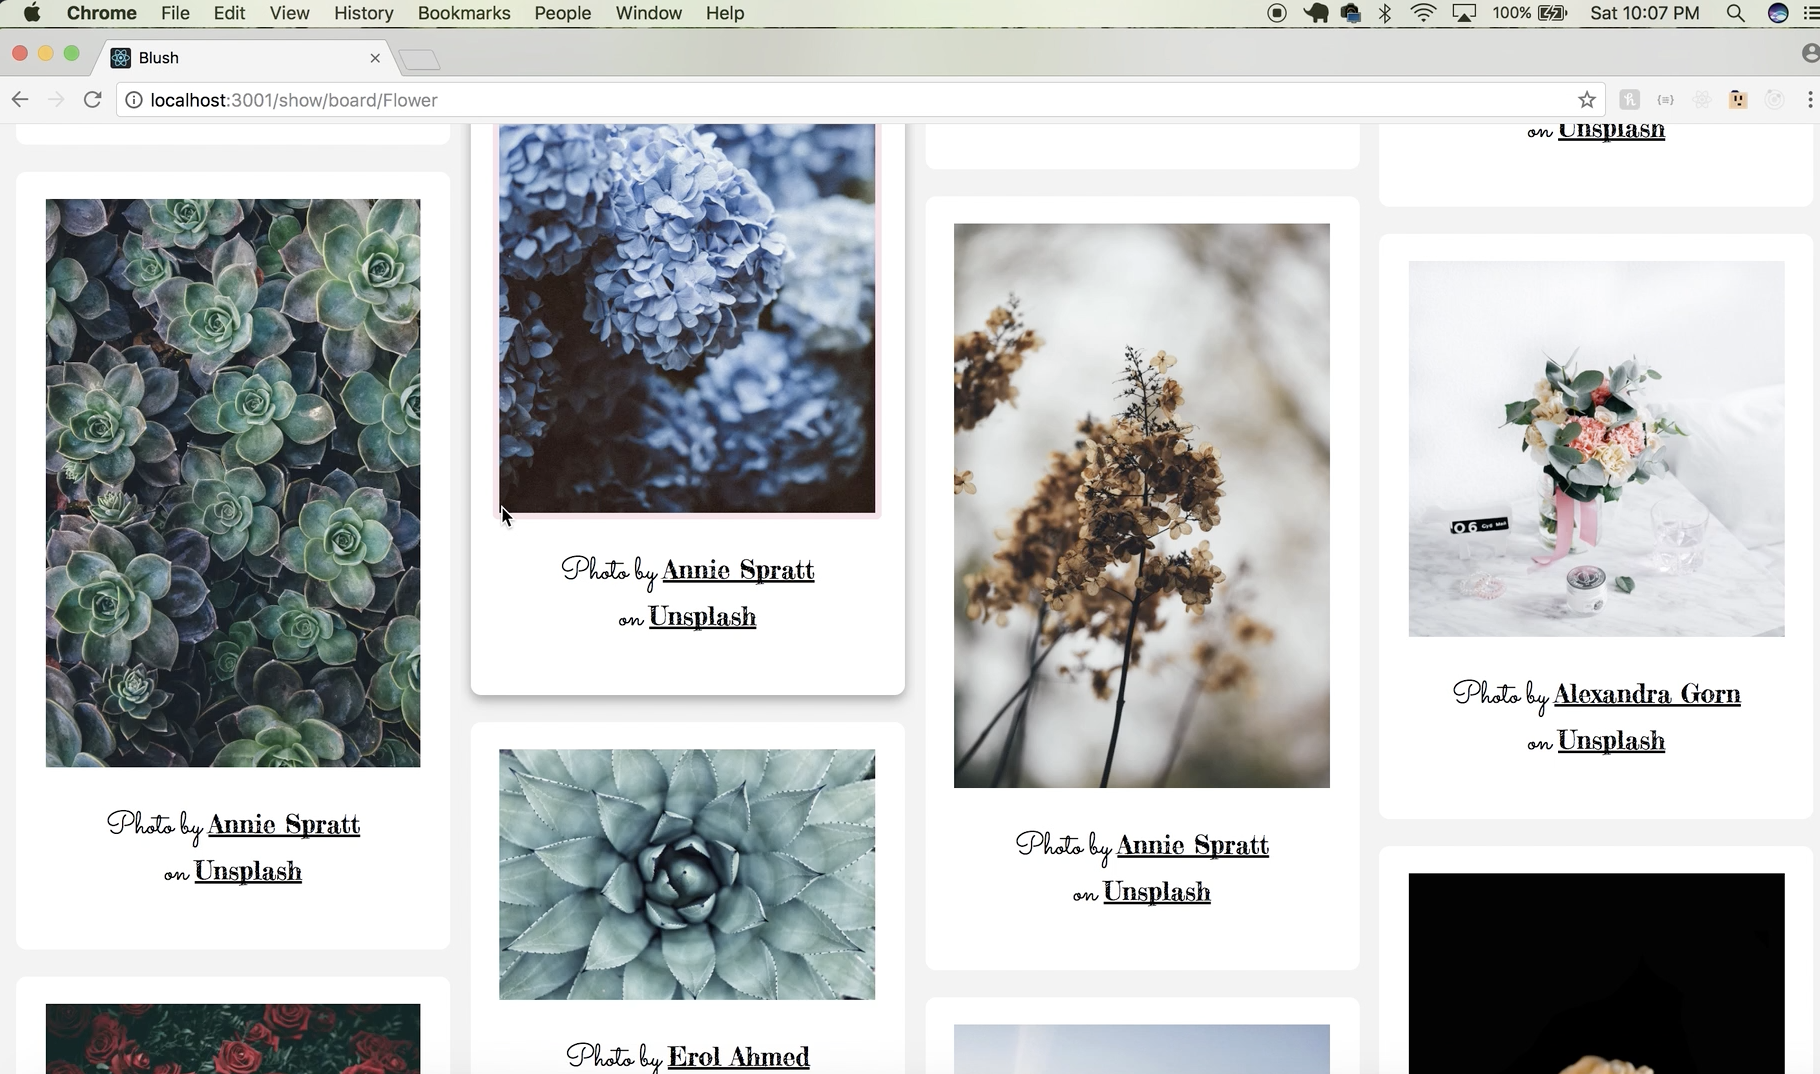 Chrome File Edit View History Bookmarks People Window Help 100% Sat 10:07 PM
Blush
localhost:3001/show/board/Flower
on Unsplash
Photo by Annie Spratt
on Unsplash
Photo by Alexandra Gorn
on Unsplash
Photo by Annie Spratt
on Unsplash
Photo by Annie Spratt
on Unsplash
Photo by Erol Ahmed
06